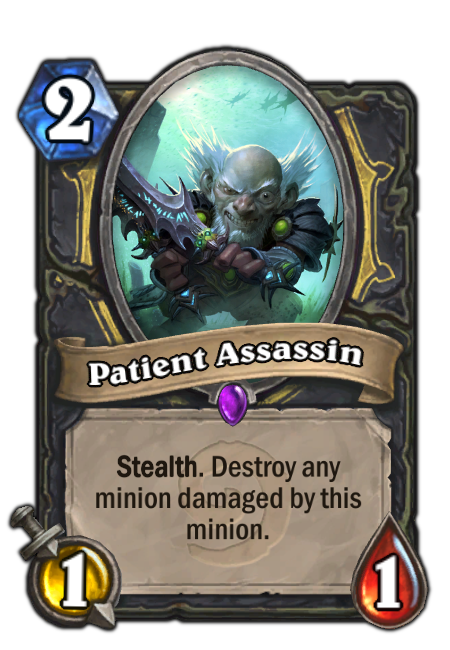 2
Patient Assassin
Stealth. Destroy any
minion damaged by this
minion.
1
1